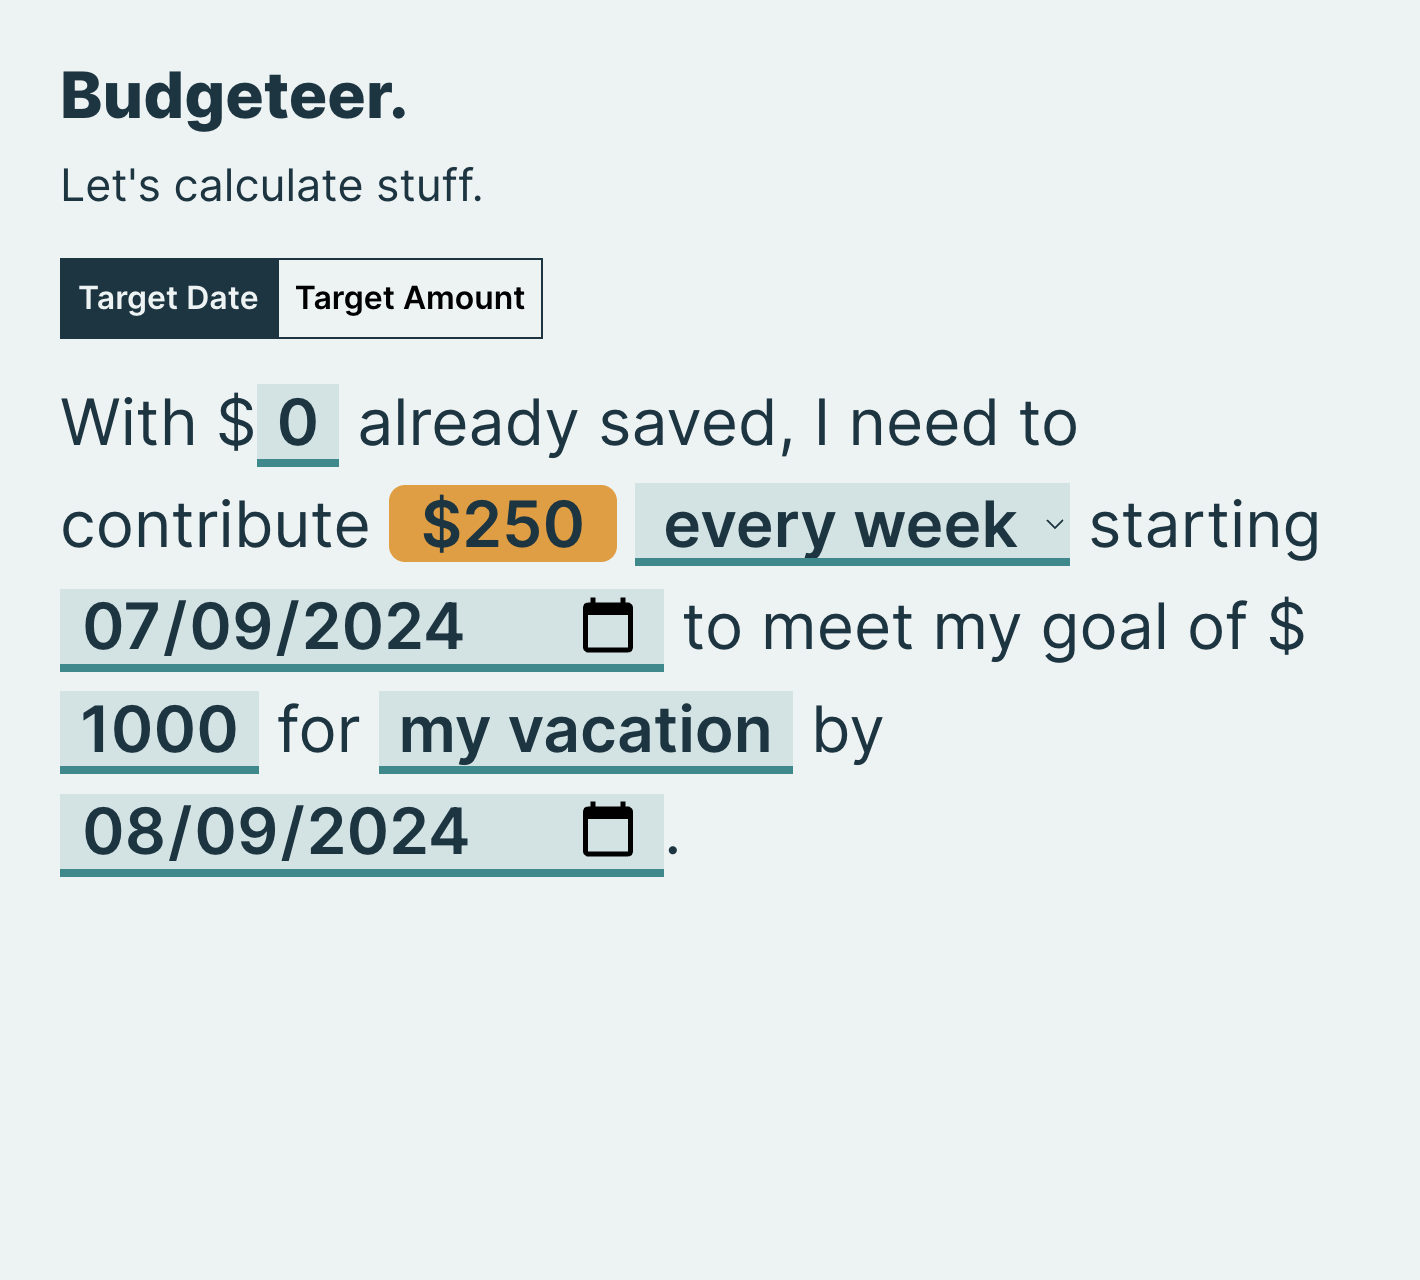 Budgeteer.
Let's calculate stuff.
Target Date Target Amount
With $0 already saved, I need to
contribute $250 every week starting
07/09/2024 to meet my goal of $
1000 for my vacation by
08/09/2024.